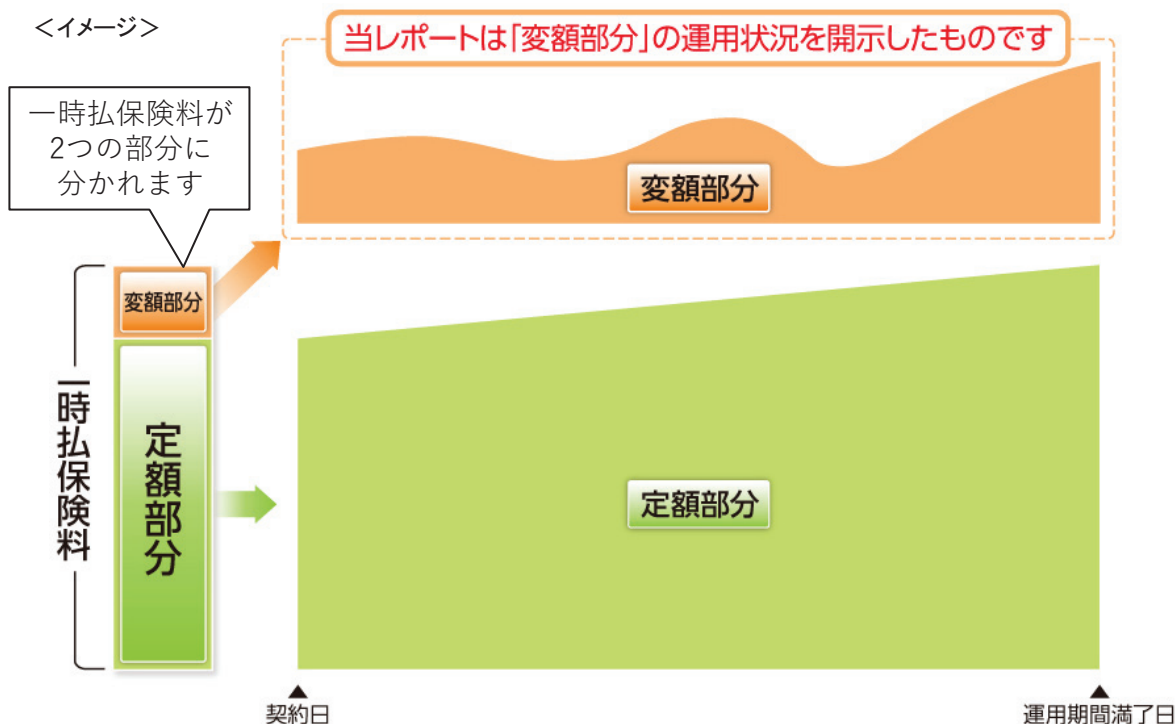 ＜イメージ＞
当レポートは「変額部分」の運用状況を開示したものです
一時払保険料が
2つの部分に
分かれます
変額部分
変額部分
一時払保険料
定額部分
定額部分
▲
契約日
▲
運用期間満了日